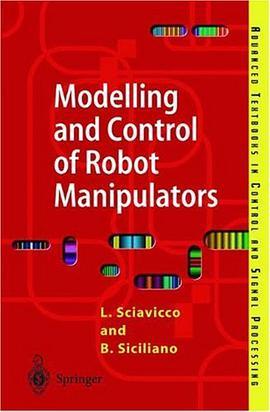 Modelling
and Control
of Robot
Manipulators
L. Sciavicco
and
B. Siciliano
Springer
Advanced Textbooks in Control and Signal Processing